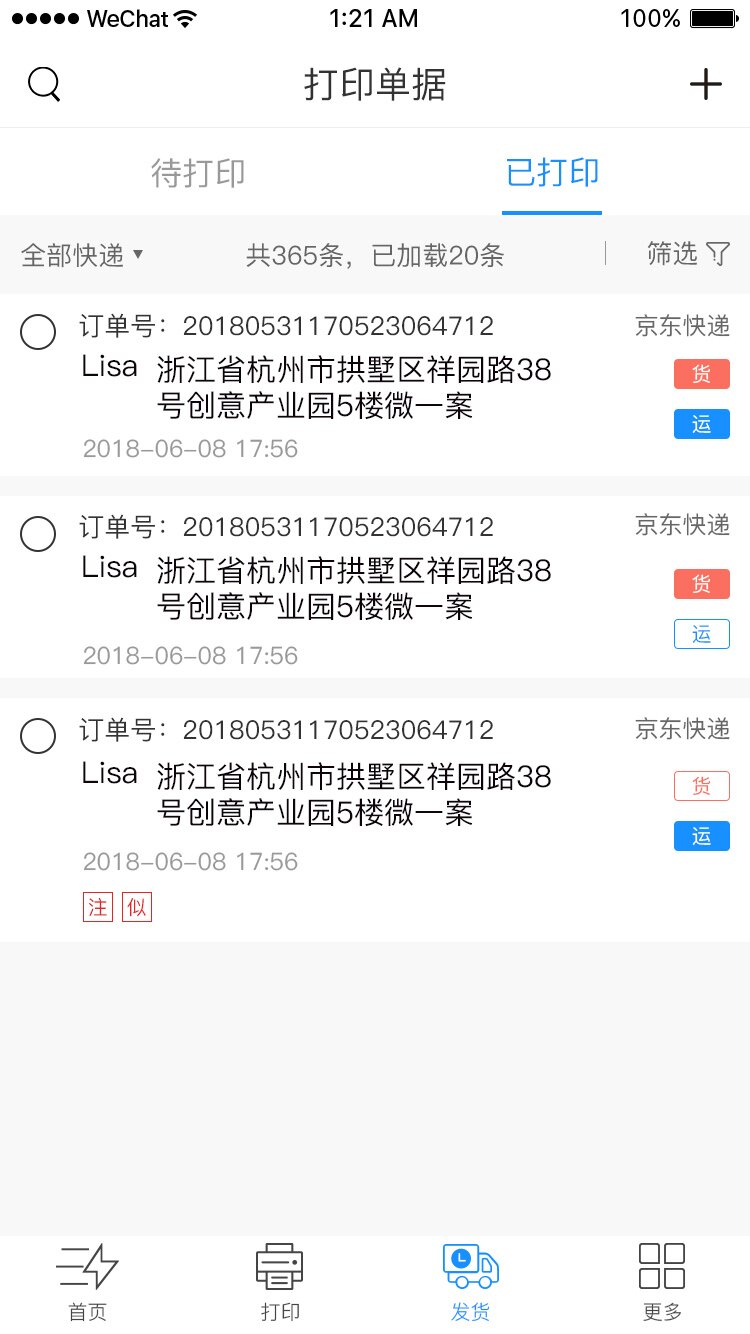 WeChat 1:21 AM 100%
打印单据
待打印 已打印
全部快递 共365条，已加载20条 筛选
订单号：20180531170523064712 京东快递
Lisa 浙江省杭州市拱墅区祥园路38
号创意产业园5楼微一案
货
运
2018-06-08 17:56
订单号：20180531170523064712 京东快递
Lisa 浙江省杭州市拱墅区祥园路38
号创意产业园5楼微一案
货
运
2018-06-08 17:56
订单号：20180531170523064712 京东快递
Lisa 浙江省杭州市拱墅区祥园路38
号创意产业园5楼微一案
货
运
2018-06-08 17:56
注 似
首页 打印 发货 更多